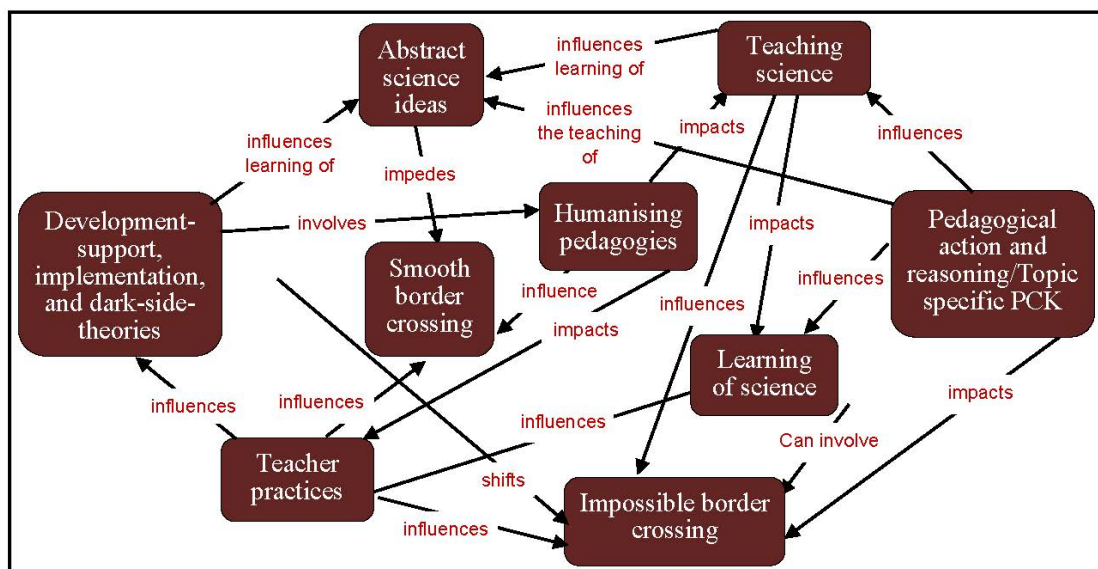 Abstract
science
ideas
influences
learning of
Teaching
science
influences
the teaching
of
impacts
influences
influences
learning of
impedes
Development-
support,
implementation,
and dark-side-
theories
involves
Humanising
pedagogies
impacts
Pedagogical
action and
reasoning/Topic
specific PCK
Smooth
border
crossing
influence
influences
influences
impacts
Learning
of science
influences
influences
influences
impacts
Can involve
Teacher
practices
shifts
influences
Impossible border
crossing